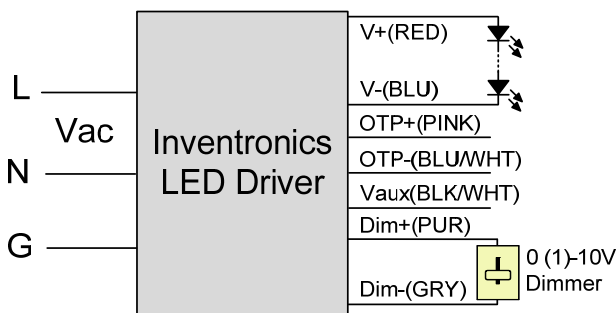 L
Vac
N
G
Inventronics
LED Driver
V+(RED)
V-(BLU)
OTP+(PINK)
OTP-(BLU/WHT)
Vaux(BLK/WHT)
Dim+(PUR)
Dim-(GRY)
0 (1)-10V
Dimmer